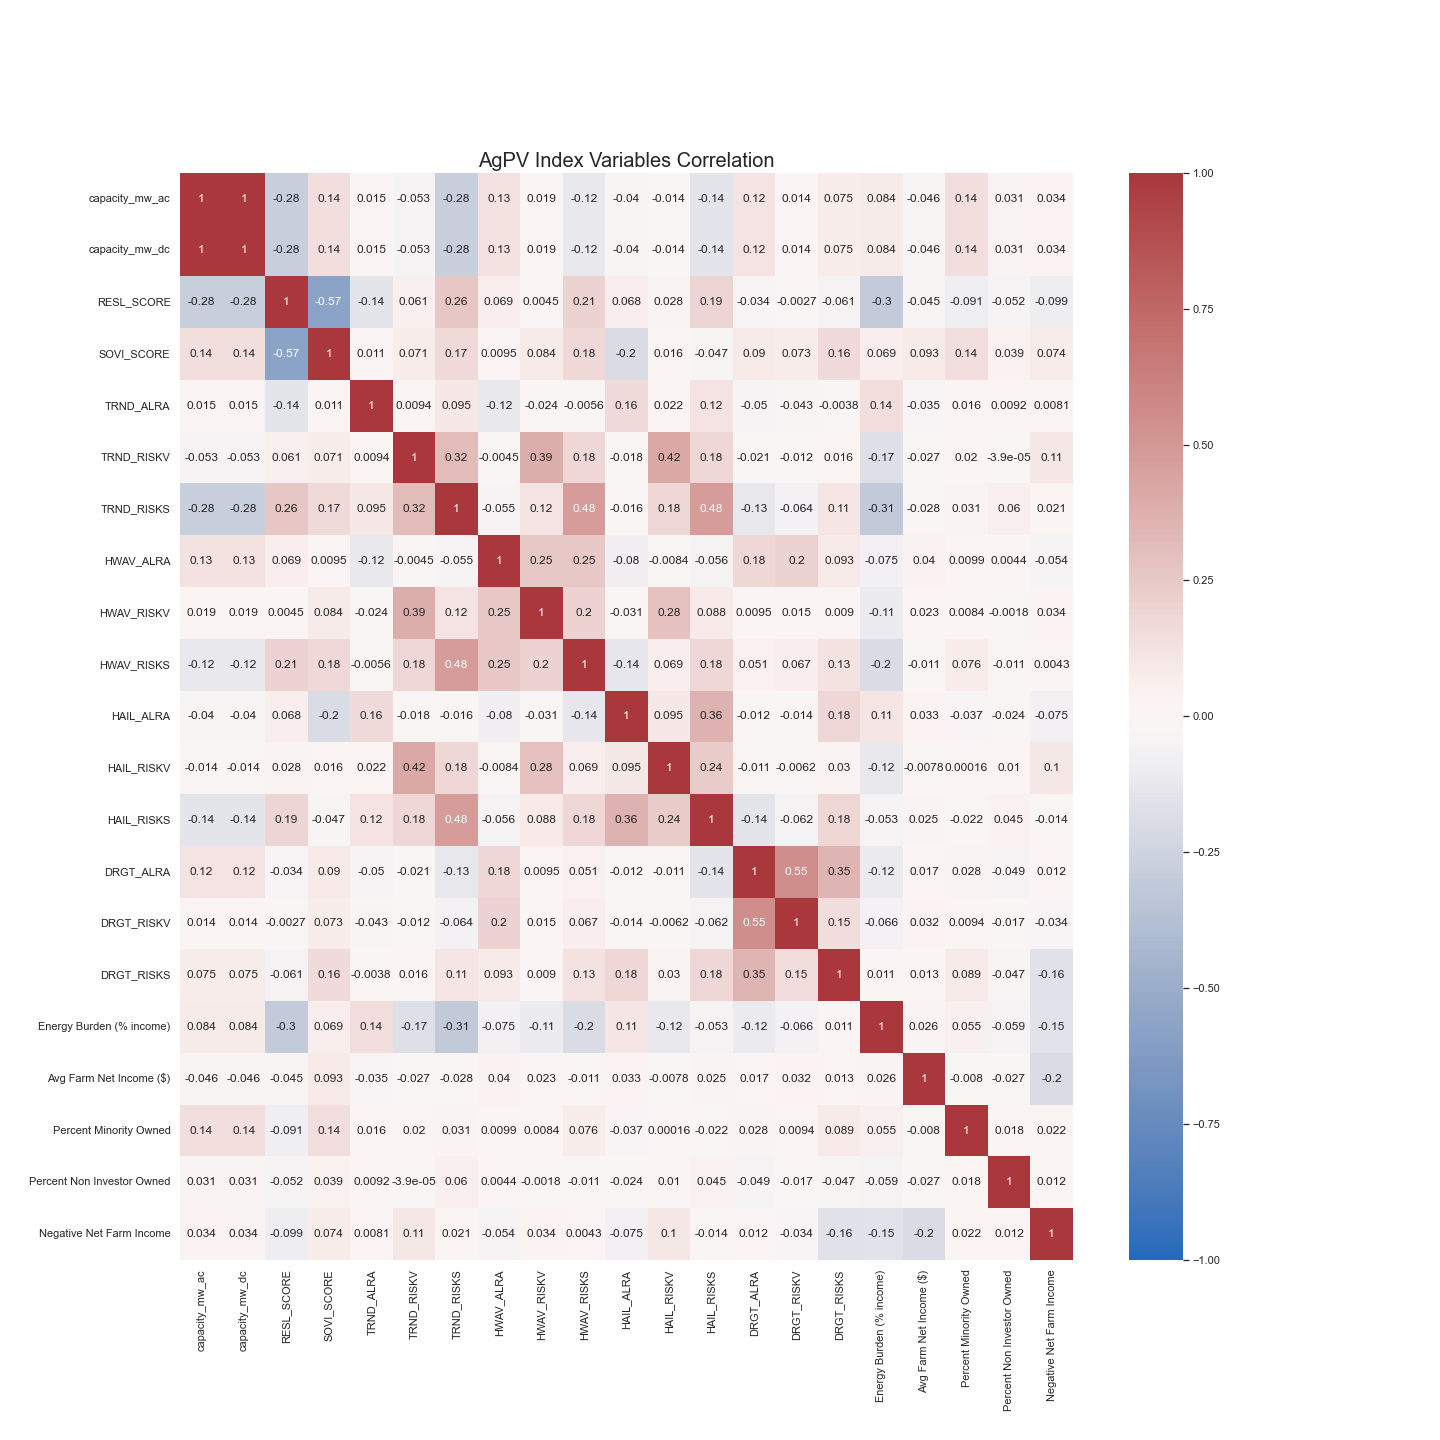 AgPV Index Variables Correlation
capacity_mw_ac 1 1 -0.28 0.14 0.015 -0.053 -0.28 0.13 0.019 -0.12 -0.04 -0.014 -0.14 0.12 0.014 0.075 0.084 -0.046 0.14 0.031 0.034
capacity_mw_dc 1 1 -0.28 0.14 0.015 -0.053 -0.28 0.13 0.019 -0.12 -0.04 -0.014 -0.14 0.12 0.014 0.075 0.084 -0.046 0.14 0.031 0.034
RESL_SCORE -0.28 -0.28 1 -0.57 -0.14 0.061 0.26 0.069 0.0045 0.21 0.068 0.028 0.19 -0.034 -0.0027 -0.061 -0.3 -0.045 -0.091 -0.052 -0.099
SOVI_SCORE 0.14 0.14 -0.57 1 0.011 0.071 0.17 0.0095 0.084 0.18 -0.2 0.016 -0.047 0.09 0.073 0.16 0.069 0.093 0.14 0.039 0.074
TRND_ALRA 0.015 0.015 -0.14 0.011 1 0.0094 0.095 -0.12 -0.024 -0.0056 0.16 0.022 0.12 -0.05 -0.043 -0.0038 0.14 -0.035 0.016 0.0092 0.0081
TRND_RISKV -0.053 -0.053 0.061 0.071 0.0094 1 0.32 -0.0045 0.39 0.18 -0.018 0.42 0.18 -0.021 -0.012 0.016 -0.17 -0.027 0.02 -3.9e-05 0.11
TRND_RISKS -0.28 -0.28 0.26 0.17 0.095 0.32 1 -0.055 0.12 0.48 -0.016 0.18 0.48 -0.13 -0.064 0.11 -0.31 -0.028 0.031 0.06 0.021
HWAV_ALRA 0.13 0.13 0.069 0.0095 -0.12 -0.0045 -0.055 1 0.25 0.25 -0.08 -0.0084 -0.056 0.18 0.2 0.093 -0.075 0.04 0.0099 0.0044 -0.054
HWAV_RISKV 0.019 0.019 0.0045 0.084 -0.024 0.39 0.12 0.25 1 0.2 -0.031 0.28 0.088 0.0095 0.015 0.009 -0.11 0.023 0.0084 -0.0018 0.034
HWAV_RISKS -0.12 -0.12 0.21 0.18 -0.0056 0.18 0.48 0.25 0.2 1 -0.14 0.069 0.18 0.051 0.067 0.13 -0.2 -0.011 0.076 -0.011 0.0043
HAIL_ALRA -0.04 -0.04 0.068 -0.2 0.16 -0.018 -0.016 -0.08 -0.031 -0.14 1 0.095 0.36 -0.012 -0.014 0.18 0.11 0.033 -0.037 -0.024 -0.075
HAIL_RISKV -0.014 -0.014 0.028 0.016 0.022 0.42 0.18 -0.0084 0.28 0.069 0.095 1 0.24 -0.011 -0.0062 0.03 -0.12 -0.0078 0.00016 0.01 0.1
HAIL_RISKS -0.14 -0.14 0.19 -0.047 0.12 0.18 0.48 -0.056 0.088 0.18 0.36 0.24 1 -0.14 -0.062 0.18 -0.053 0.025 -0.022 0.045 -0.014
DRGT_ALRA 0.12 0.12 -0.034 0.09 -0.05 -0.021 -0.13 0.18 0.0095 0.051 -0.012 -0.011 -0.14 1 0.55 0.35 -0.12 0.017 0.028 -0.049 0.012
DRGT_RISKV 0.014 0.014 -0.0027 0.073 -0.043 -0.012 -0.064 0.2 0.015 0.067 -0.014 -0.0062 -0.062 0.55 1 0.15 -0.066 0.032 0.0094 -0.017 -0.034
DRGT_RISKS 0.075 0.075 -0.061 0.16 -0.0038 0.016 0.11 0.093 0.009 0.13 0.18 0.03 0.18 0.35 0.15 1 0.011 0.013 0.089 -0.047 -0.16
Energy Burden (% income) 0.084 0.084 -0.3 0.069 0.14 -0.17 -0.31 -0.075 -0.11 -0.2 0.11 -0.12 -0.053 -0.12 -0.066 0.011 1 0.026 0.055 -0.059 -0.15
Avg Farm Net Income ($) -0.046 -0.046 -0.045 0.093 -0.035 -0.027 -0.028 0.04 0.023 -0.011 0.033 -0.0078 0.025 0.017 0.032 0.013 0.026 1 -0.008 -0.027 -0.2
Percent Minority Owned 0.14 0.14 -0.091 0.14 0.016 0.02 0.031 0.0099 0.0084 0.076 -0.037 0.00016 -0.022 0.028 0.0094 0.089 0.055 -0.008 1 0.018 0.022
Percent Non Investor Owned 0.031 0.031 -0.052 0.039 0.0092 -3.9e-05 0.06 0.0044 -0.0018 -0.011 -0.024 0.01 0.045 -0.049 -0.017 -0.047 -0.059 -0.027 0.018 1 0.012
Negative Net Farm Income 0.034 0.034 -0.099 0.074 0.0081 0.11 0.021 -0.054 0.034 0.0043 -0.075 0.1 -0.014 0.012 -0.034 -0.16 -0.15 -0.2 0.022 0.012 1
capacity_mw_ac
capacity_mw_dc
RESL_SCORE
SOVI_SCORE
TRND_ALRA
TRND_RISKV
TRND_RISKS
HWAV_ALRA
HWAV_RISKV
HWAV_RISKS
HAIL_ALRA
HAIL_RISKV
HAIL_RISKS
DRGT_ALRA
DRGT_RISKV
DRGT_RISKS
Energy Burden (% income)
Avg Farm Net Income ($)
Percent Minority Owned
Percent Non Investor Owned
Negative Net Farm Income
1.00
0.75
0.50
0.25
0.00
−0.25
−0.50
−0.75
−1.00